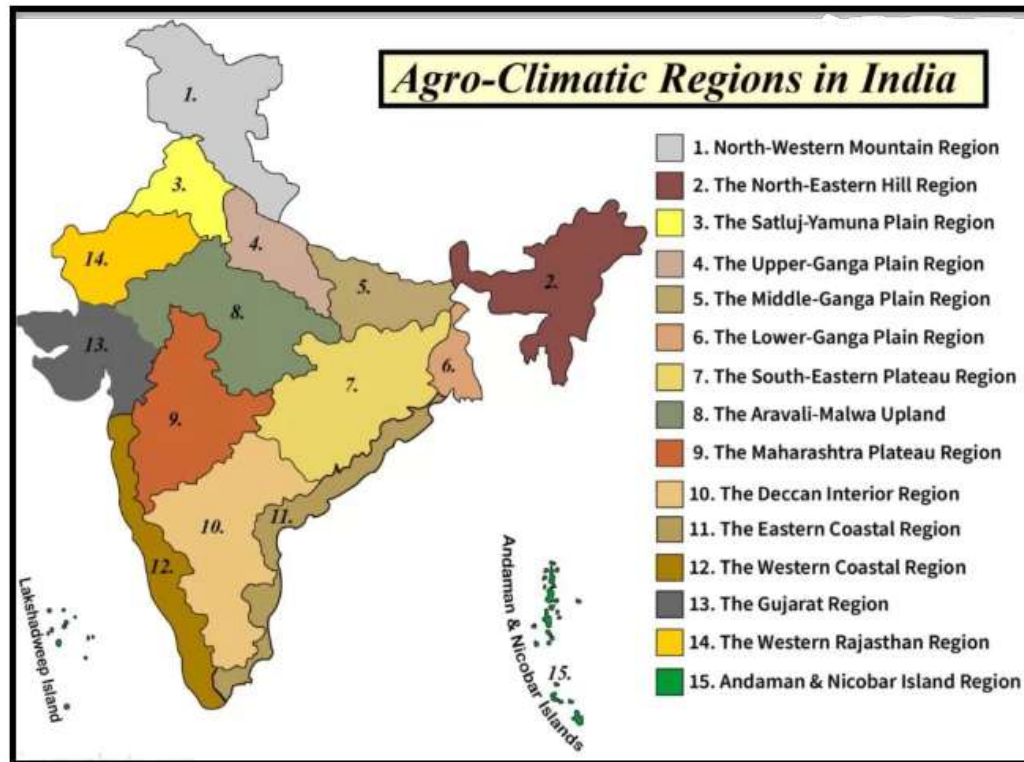 Agro-Climatic Regions in India
1. North-Western Mountain Region
2. The North-Eastern Hill Region
3. The Satluj-Yamuna Plain Region
4. The Upper-Ganga Plain Region
5. The Middle-Ganga Plain Region
6. The Lower-Ganga Plain Region
7. The South-Eastern Plateau Region
8. The Aravali-Malwa Upland
9. The Maharashtra Plateau Region
10. The Deccan Interior Region
11. The Eastern Coastal Region
12. The Western Coastal Region
13. The Gujarat Region
14. The Western Rajasthan Region
15. Andaman & Nicobar Island Region
1.
3.
4.
14.
2.
5.
8.
13.
6.
7.
9.
10.
11.
12.
15.
Lakshadweep Island
Andaman & Nicobar Islands